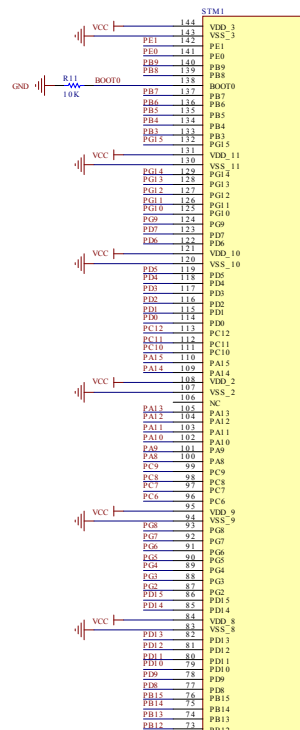 STM1
VCC 144 VDD_3
143 VSS_3
PE1 142 PE1
PE0 141 PE0
PB9 140 PB9
PB8 139 PB8
GND R11 10K BOOT0 138 BOOT0
PB7 137 PB7
PB6 136 PB6
PB5 135 PB5
PB4 134 PB4
PB3 133 PB3
PG15 132 PG15
VCC 131 VDD_11
130 VSS_11
PG14 129 PG14
PG13 128 PG13
PG12 127 PG12
PG11 126 PG11
PG10 125 PG10
PG9 124 PG9
PD7 123 PD7
PD6 122 PD6
VCC 121 VDD_10
120 VSS_10
PD5 119 PD5
PD4 118 PD4
PD3 117 PD3
PD2 116 PD2
PD1 115 PD1
PD0 114 PD0
PC12 113 PC12
PC11 112 PC11
PC10 111 PC10
PA15 110 PA15
PA14 109 PA14
VCC 108 VDD_2
107 VSS_2
106 NC
PA13 105 PA13
PA12 104 PA12
PA11 103 PA11
PA10 102 PA10
PA9 101 PA9
PA8 100 PA8
PC9 99 PC9
PC8 98 PC8
PC7 97 PC7
PC6 96 PC6
VCC 95 VDD_9
94 VSS_9
PG8 93 PG8
PG7 92 PG7
PG6 91 PG6
PG5 90 PG5
PG4 89 PG4
PG3 88 PG3
PG2 87 PG2
PD15 86 PD15
PD14 85 PD14
VCC 84 VDD_8
83 VSS_8
PD13 82 PD13
PD12 81 PD12
PD11 80 PD11
PD10 79 PD10
PD9 78 PD9
PD8 77 PD8
PB15 76 PB15
PB14 75 PB14
PB13 74 PB13
PB12 73 PB12